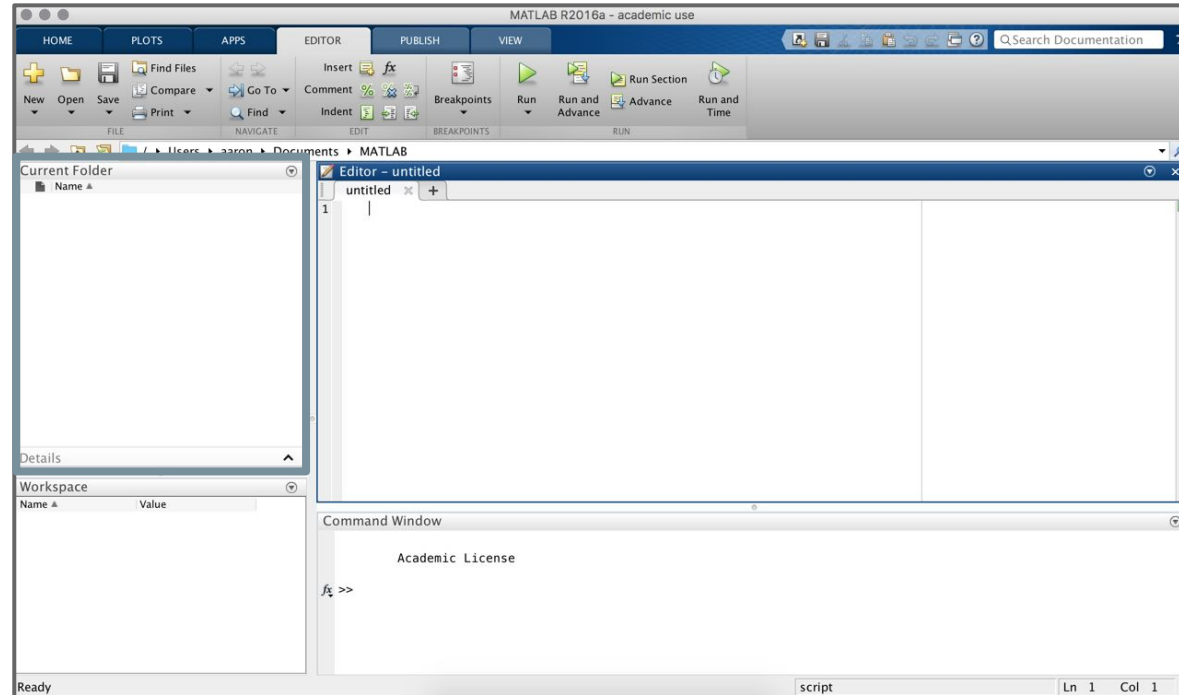 MATLAB R2016a - academic use
HOME PLOTS APPS EDITOR PUBLISH VIEW Search Documentation
Find Files Insert fx
Compare Go To Comment Run Section
New Open Save Breakpoints Run Run and Advance Advance Run and Time
Print Find Indent
FILE NAVIGATE EDIT BREAKPOINTS RUN
/ Users aaron Documents MATLAB
Current Folder
Name
Editor – untitled
untitled +
1
Details
Workspace
Name Value
Command Window
Academic License
fx >>
Ready script Ln 1 Col 1